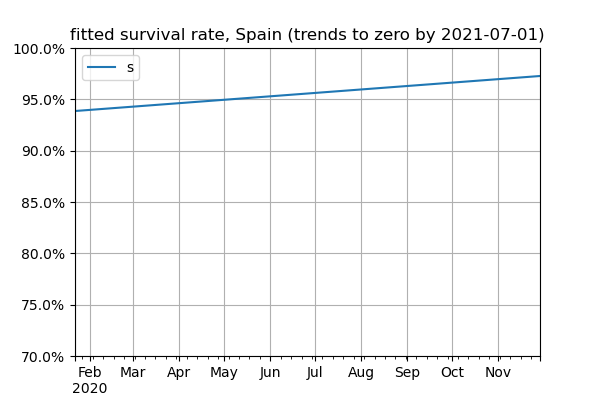 fitted survival rate, Spain (trends to zero by 2021-07-01)
100.0%
s
95.0%
90.0%
85.0%
80.0%
75.0%
70.0%
Feb Mar Apr May Jun Jul Aug Sep Oct Nov
2020